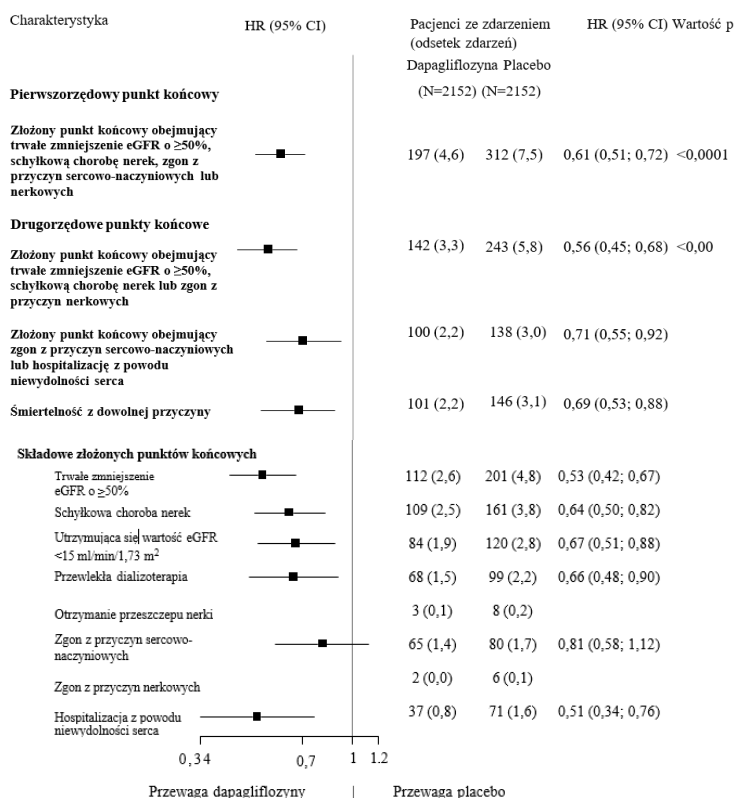 Charakterystyka HR (95% CI) Pacjenci ze zdarzeniem HR (95% CI) Wartość p
(odsetek zdarzeń)
Dapagliflozyna Placebo
Pierwszorzędowy punkt końcowy (N=2152) (N=2152)
Złożony punkt końcowy obejmujący
trwałe zmniejszenie eGFR o ≥50%,
schyłkową chorobę nerek, zgon z 197 (4,6) 312 (7,5) 0,61 (0,51; 0,72) <0,0001
przyczyn sercowo-naczyniowych lub
nerkowych
Drugorzędowe punkty końcowe
Złożony punkt końcowy obejmujący 142 (3,3) 243 (5,8) 0,56 (0,45; 0,68) <0,00
trwałe zmniejszenie eGFR o ≥50%,
schyłkową chorobę nerek lub zgon z
przyczyn nerkowych
Złożony punkt końcowy obejmujący 100 (2,2) 138 (3,0) 0,71 (0,55; 0,92)
zgon z przyczyn sercowo-naczyniowych
lub hospitalizację z powodu
niewydolności serca
Śmiertelność z dowolnej przyczyny 101 (2,2) 146 (3,1) 0,69 (0,53; 0,88)
Składowe złożonych punktów końcowych
Trwałe zmniejszenie 112 (2,6) 201 (4,8) 0,53 (0,42; 0,67)
eGFR o ≥50%
Schyłkowa choroba nerek 109 (2,5) 161 (3,8) 0,64 (0,50; 0,82)
Utrzymująca się wartość eGFR 84 (1,9) 120 (2,8) 0,67 (0,51; 0,88)
<15 ml/min/1,73 m²
Przewlekła dializoterapia 68 (1,5) 99 (2,2) 0,66 (0,48; 0,90)
Otrzymanie przeszczepu nerki 3 (0,1) 8 (0,2)
Zgon z przyczyn sercowo- 65 (1,4) 80 (1,7) 0,81 (0,58; 1,12)
naczyniowych
Zgon z przyczyn nerkowych 2 (0,0) 6 (0,1)
Hospitalizacja z powodu 37 (0,8) 71 (1,6) 0,51 (0,34; 0,76)
niewydolności serca
0,34 0,7 1 1.2
Przewaga dapagliflozyny Przewaga placebo